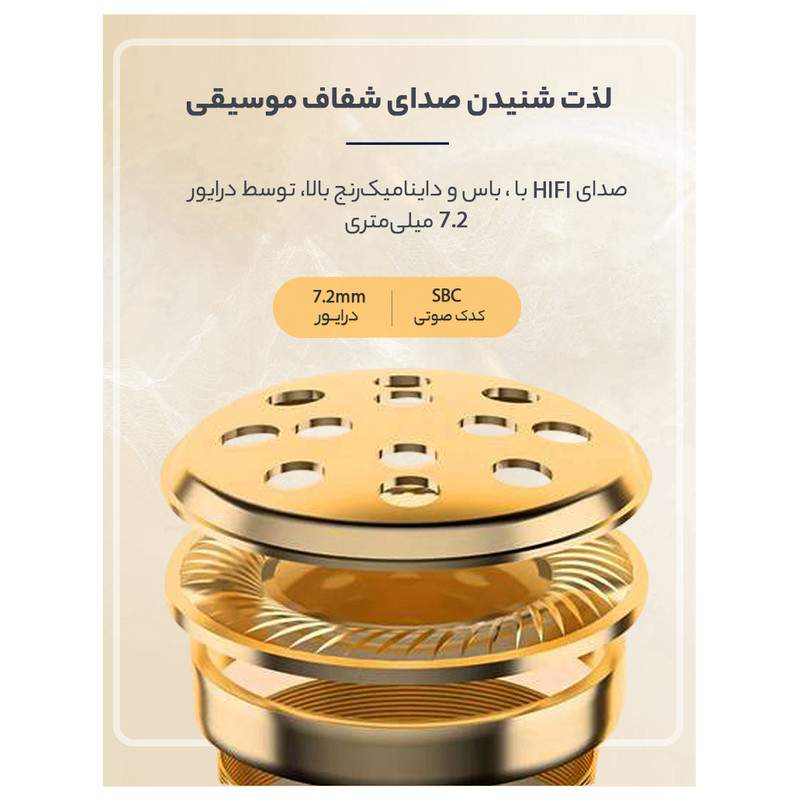 لذت شنیدن صدای شفاف موسیقی
صدای HIFI با ، باس و داینامیک‌رنج بالا، توسط درایور
7.2 میلی‌متری
SBC
کدک صوتی
7.2mm
درایـور